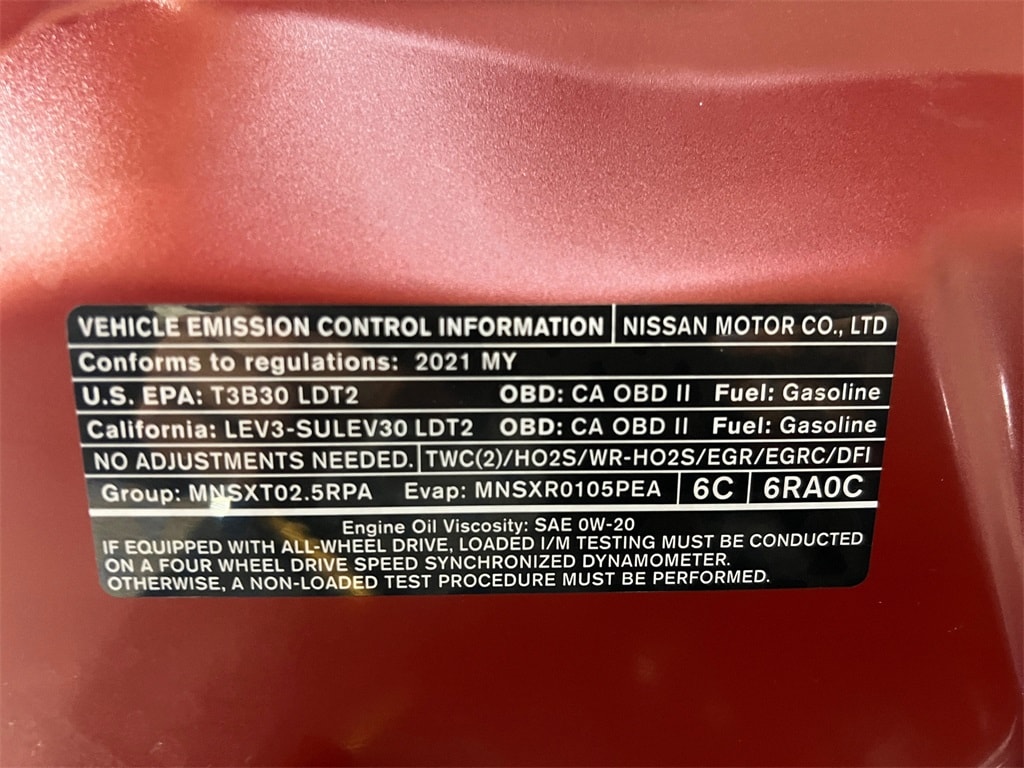 VEHICLE EMISSION CONTROL INFORMATION NISSAN MOTOR CO., LTD
Conforms to regulations: 2021 MY
U.S. EPA: T3B30 LDT2 OBD: CA OBD II Fuel: Gasoline
California: LEV3-SULEV30 LDT2 OBD: CA OBD II Fuel: Gasoline
NO ADJUSTMENTS NEEDED. TWC(2)/HO2S/WR-HO2S/EGR/EGRC/DFI
Group: MNSXT02.5RPA Evap: MNSXR0105PEA 6C 6RA0C
Engine Oil Viscosity: SAE 0W-20
IF EQUIPPED WITH ALL-WHEEL DRIVE, LOADED I/M TESTING MUST BE CONDUCTED
ON A FOUR WHEEL DRIVE SPEED SYNCHRONIZED DYNAMOMETER.
OTHERWISE, A NON-LOADED TEST PROCEDURE MUST BE PERFORMED.